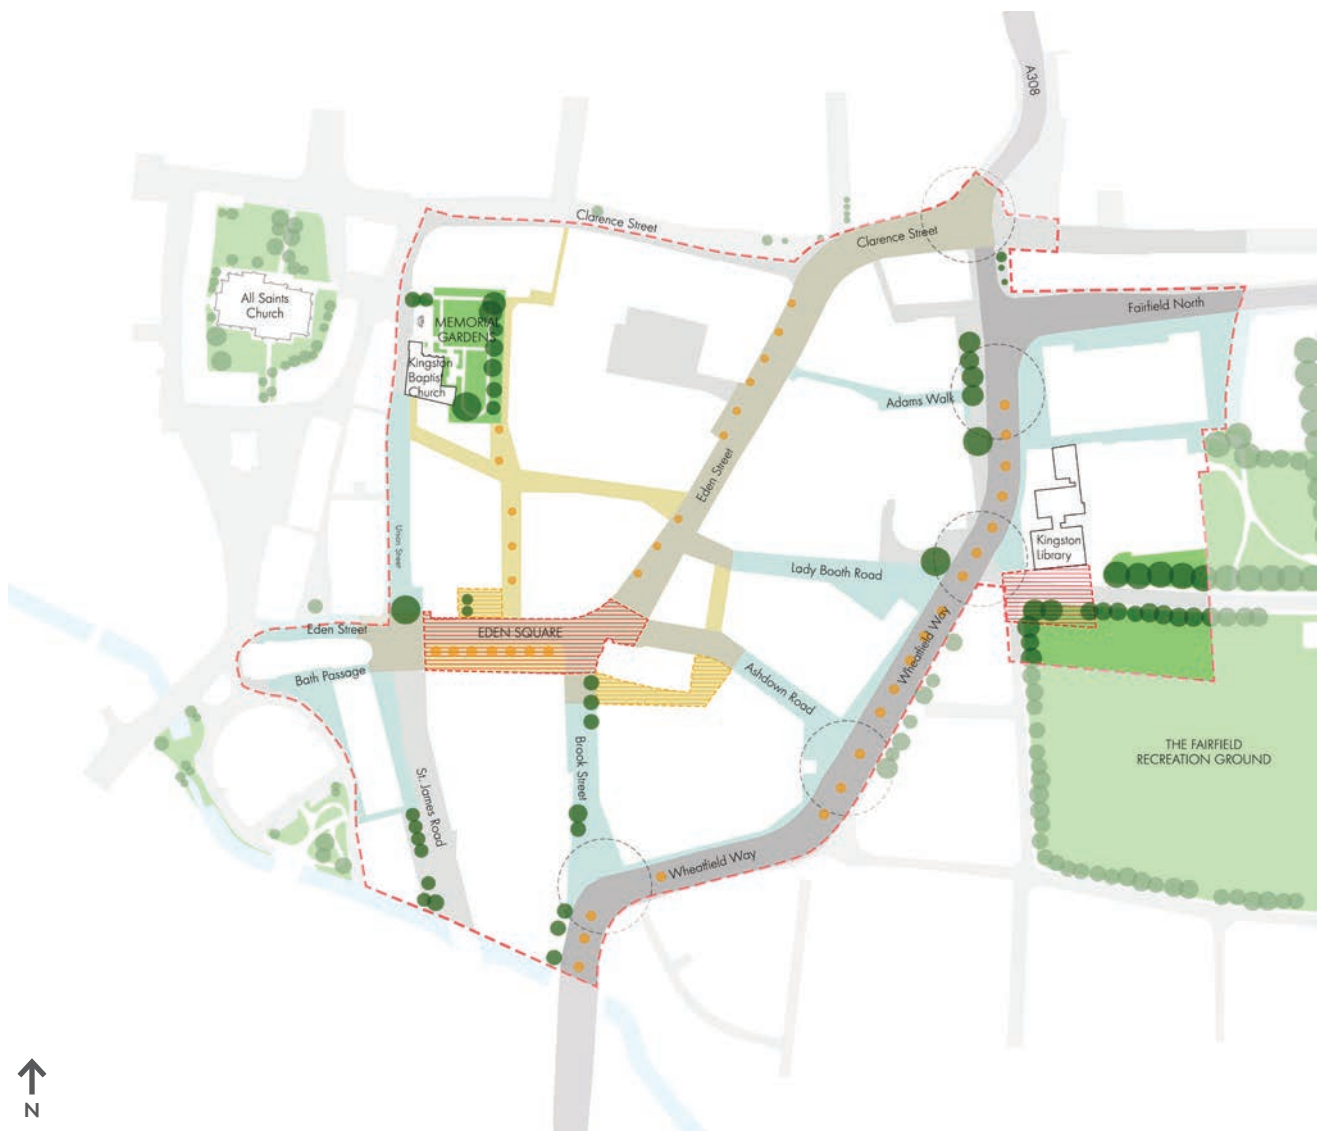 A308
Clarence Street
Clarence Street
All Saints
Church
Fairfield North
MEMORIAL
GARDENS
Kingston
Baptist
Church
Adams Walk
Eden Street
Union Street
Kingston
Library
Lady Booth Road
Eden Street
EDEN SQUARE
Wheatfield Way
Bath Passage
Ashdown Road
Brook Street
THE FAIRFIELD
RECREATION GROUND
St. James Road
Wheatfield Way
N